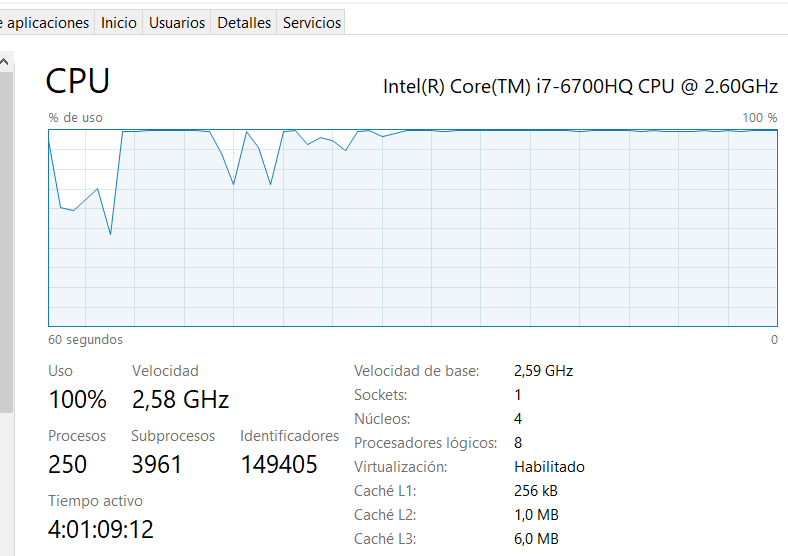 e aplicaciones Inicio Usuarios Detalles Servicios
CPU
Intel(R) Core(TM) i7-6700HQ CPU @ 2.60GHz
% de uso 100 %
60 segundos 0
Uso Velocidad
100% 2,58 GHz
Procesos Subprocesos Identificadores
250 3961 149405
Tiempo activo
4:01:09:12
Velocidad de base: 2,59 GHz
Sockets: 1
Núcleos: 4
Procesadores lógicos: 8
Virtualización: Habilitado
Caché L1: 256 kB
Caché L2: 1,0 MB
Caché L3: 6,0 MB